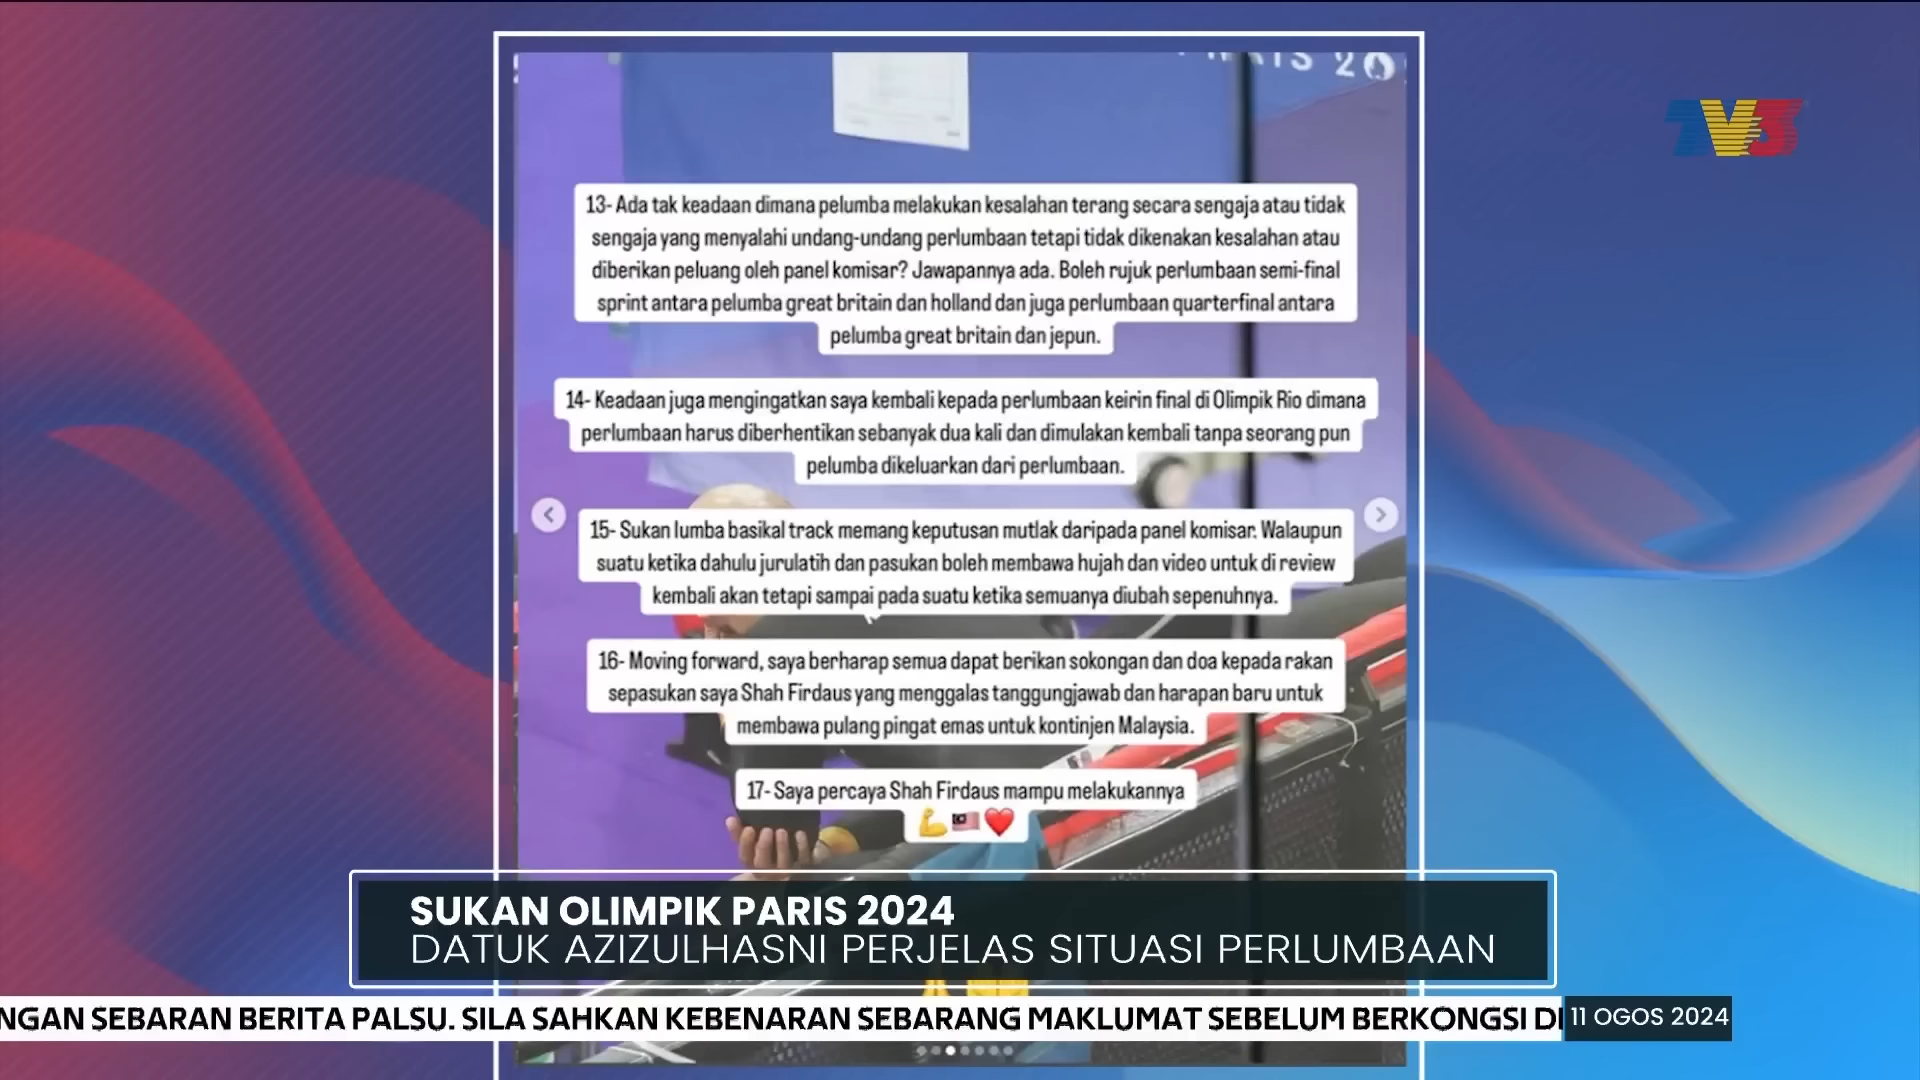 TV3
13- Ada tak keadaan dimana pelumba melakukan kesalahan terang secara sengaja atau tidak
sengaja yang menyalahi undang-undang perlumbaan tetapi tidak dikenakan kesalahan atau
diberikan peluang oleh panel komisar? Jawapannya ada. Boleh rujuk perlumbaan semi-final
sprint antara pelumba great britain dan holland dan juga perlumbaan quarterfinal antara
pelumba great britain dan jepun.
14- Keadaan juga mengingatkan saya kembali kepada perlumbaan keirin final di Olimpik Rio dimana
perlumbaan harus diberhentikan sebanyak dua kali dan dimulakan kembali tanpa seorang pun
pelumba dikeluarkan dari perlumbaan.
15- Sukan lumba basikal track memang keputusan mutlak daripada panel komisar. Walaupun
suatu ketika dahulu jurulatih dan pasukan boleh membawa hujah dan video untuk di review
kembali akan tetapi sampai pada suatu ketika semuanya diubah sepenuhnya.
16- Moving forward, saya berharap semua dapat berikan sokongan dan doa kepada rakan
sepasukan saya Shah Firdaus yang menggalas tanggungjawab dan harapan baru untuk
membawa pulang pingat emas untuk kontinjen Malaysia.
17- Saya percaya Shah Firdaus mampu melakukannya
💪🇲🇾❤️
SUKAN OLIMPIK PARIS 2024
DATUK AZIZULHASNI PERJELAS SITUASI PERLUMBAAN
NGAN SEBARAN BERITA PALSU. SILA SAHKAN KEBENARAN SEBARANG MAKLUMAT SEBELUM BERKONGSI DI
11 OGOS 2024